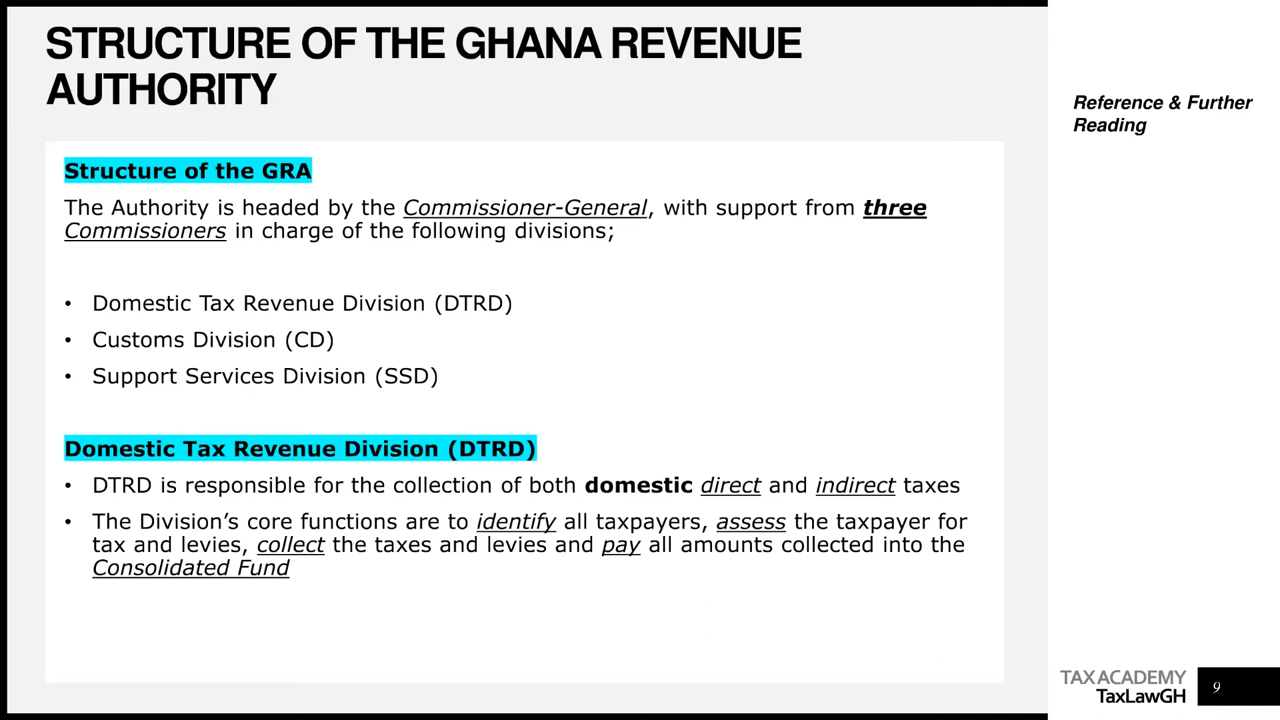 STRUCTURE OF THE GHANA REVENUE
AUTHORITY
Reference & Further
Reading
Structure of the GRA
The Authority is headed by the Commissioner-General, with support from three
Commissioners in charge of the following divisions;
• Domestic Tax Revenue Division (DTRD)
• Customs Division (CD)
• Support Services Division (SSD)
Domestic Tax Revenue Division (DTRD)
• DTRD is responsible for the collection of both domestic direct and indirect taxes
• The Division’s core functions are to identify all taxpayers, assess the taxpayer for
tax and levies, collect the taxes and levies and pay all amounts collected into the
Consolidated Fund
TAX ACADEMY
TaxLawGH
9